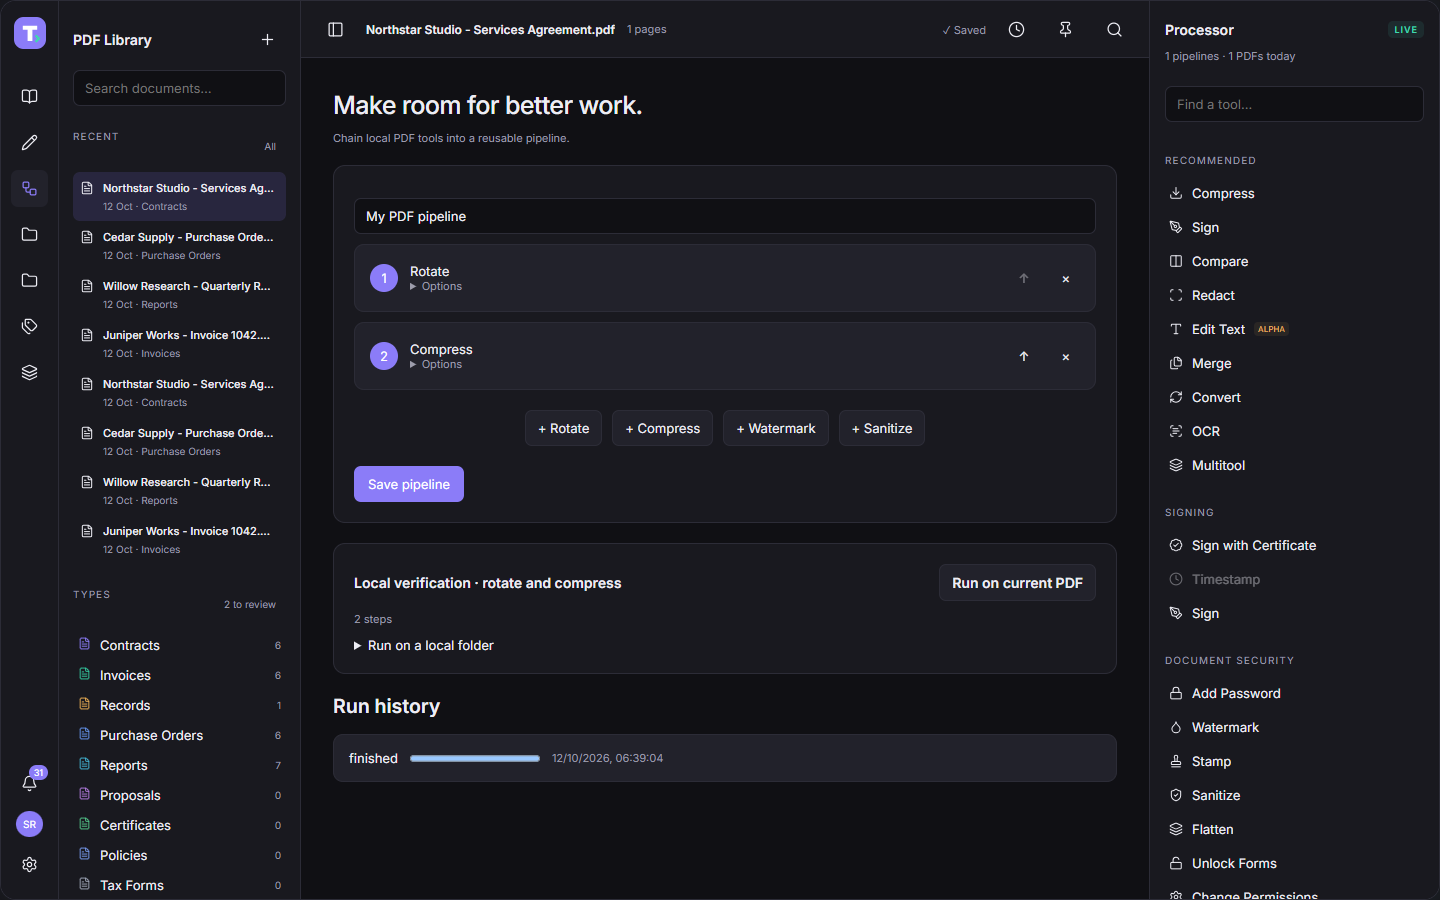 T
PDF Library
Search documents...
RECENT
All
Northstar Studio - Services Ag...
12 Oct · Contracts
Cedar Supply - Purchase Orde...
12 Oct · Purchase Orders
Willow Research - Quarterly R...
12 Oct · Reports
Juniper Works - Invoice 1042....
12 Oct · Invoices
Northstar Studio - Services Ag...
12 Oct · Contracts
Cedar Supply - Purchase Orde...
12 Oct · Purchase Orders
Willow Research - Quarterly R...
12 Oct · Reports
Juniper Works - Invoice 1042....
12 Oct · Invoices
TYPES
2 to review
Contracts 6
Invoices 6
Records 1
Purchase Orders 6
Reports 7
Proposals 0
Certificates 0
Policies 0
Tax Forms 0
31
SR
Northstar Studio - Services Agreement.pdf 1 pages
✓ Saved
Make room for better work.
Chain local PDF tools into a reusable pipeline.
My PDF pipeline
1 Rotate
Options
↑ ×
2 Compress
Options
↑ ×
+ Rotate + Compress + Watermark + Sanitize
Save pipeline
Local verification · rotate and compress
Run on current PDF
2 steps
Run on a local folder
Run history
finished 12/10/2026, 06:39:04
Processor
LIVE
1 pipelines · 1 PDFs today
Find a tool...
RECOMMENDED
Compress
Sign
Compare
Redact
Edit Text ALPHA
Merge
Convert
OCR
Multitool
SIGNING
Sign with Certificate
Timestamp
Sign
DOCUMENT SECURITY
Add Password
Watermark
Stamp
Sanitize
Flatten
Unlock Forms
Change Permissions